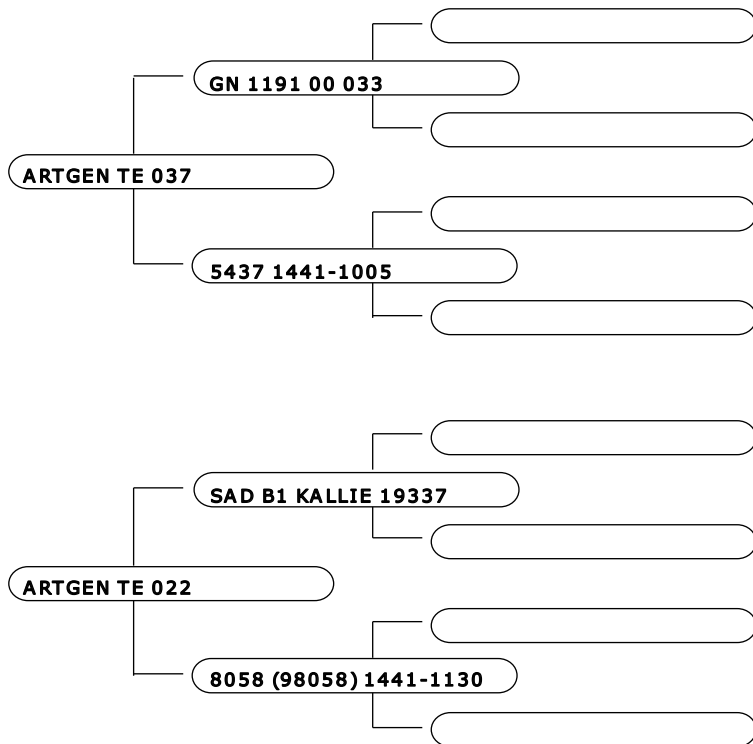 GN 1191 00 033
ARTGEN TE 037
5437 1441-1005
SAD B1 KALLIE 19337
ARTGEN TE 022
8058 (98058) 1441-1130